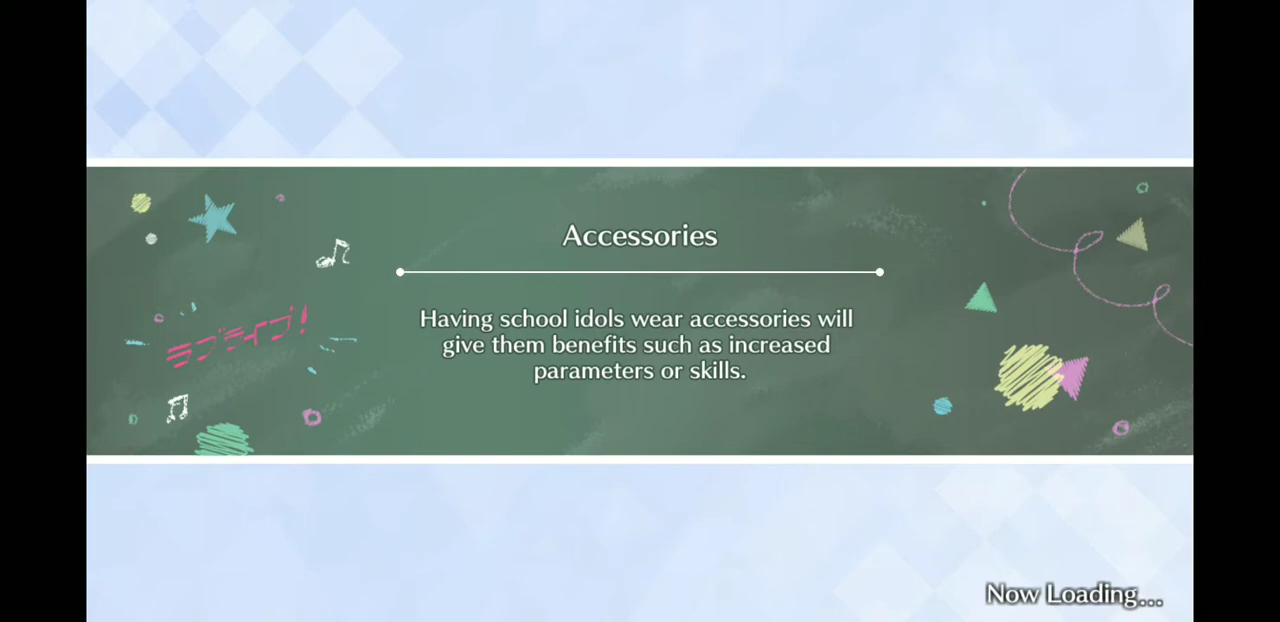 Accessories
Having school idols wear accessories will
give them benefits such as increased
parameters or skills.
ラブライブ!
Now Loading...